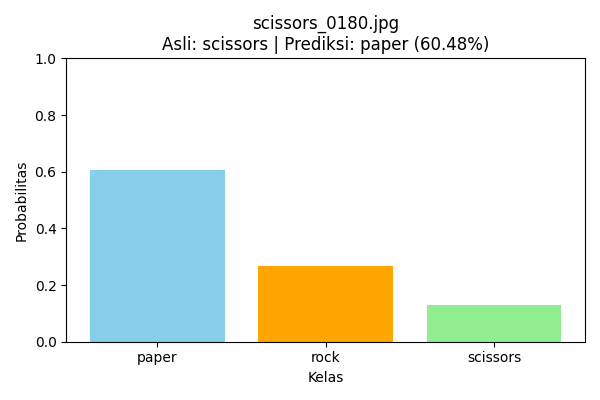 scissors_0180.jpg
Asli: scissors | Prediksi: paper (60.48%)
1.0
0.8
0.6
0.4
0.2
0.0
Probabilitas
paper rock scissors
Kelas